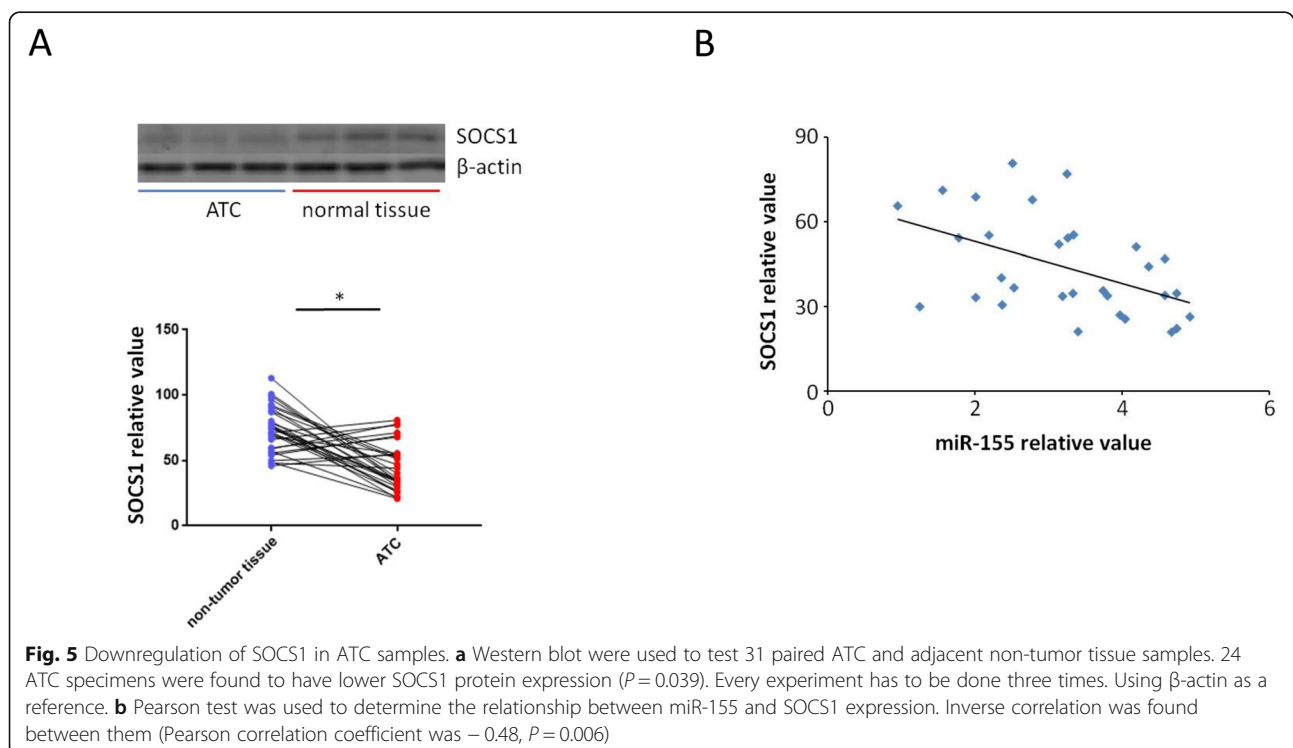 A
SOCS1
β-actin
ATC normal tissue
*
150
100
50
0
SOCS1 relative value
non-tumor tissue
ATC
B
90
60
30
0
SOCS1 relative value
0 2 4 6
miR-155 relative value
Fig. 5 Downregulation of SOCS1 in ATC samples. a Western blot were used to test 31 paired ATC and adjacent non-tumor tissue samples. 24
ATC specimens were found to have lower SOCS1 protein expression (P = 0.039). Every experiment has to be done three times. Using β-actin as a
reference. b Pearson test was used to determine the relationship between miR-155 and SOCS1 expression. Inverse correlation was found
between them (Pearson correlation coefficient was − 0.48, P = 0.006)